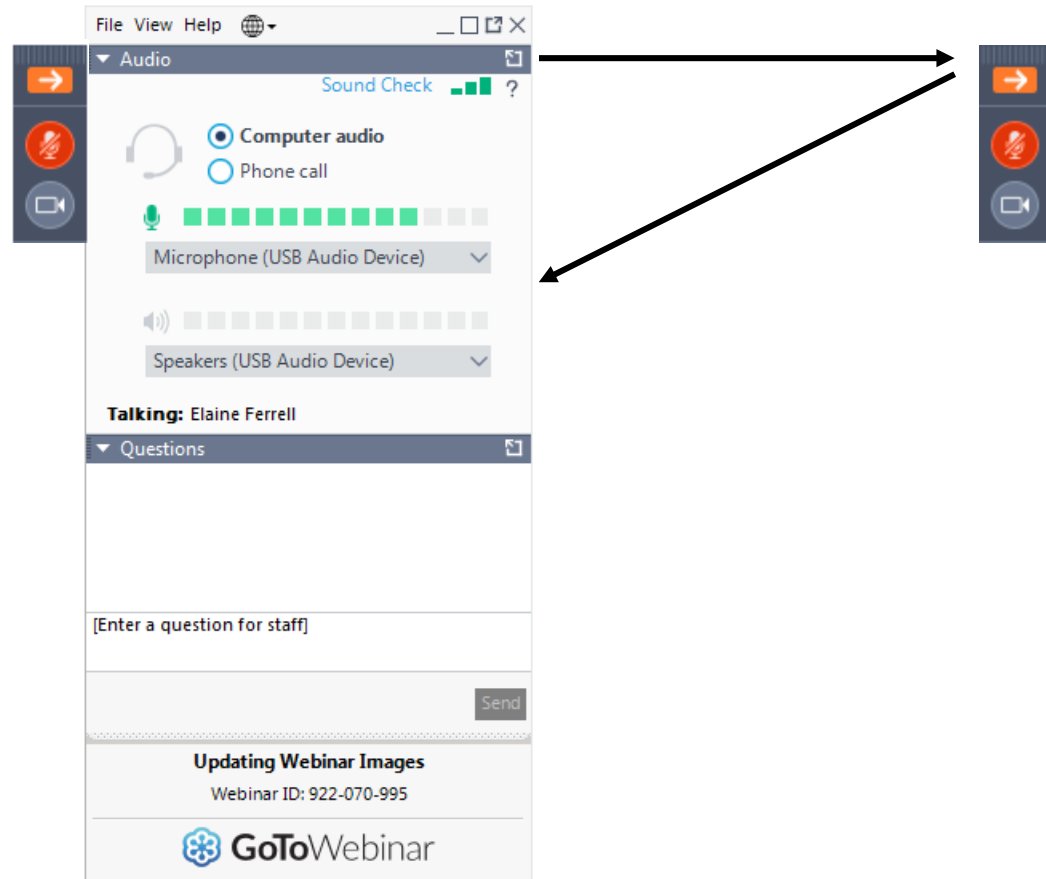 File View Help
Audio
Sound Check ?
Computer audio
Phone call
Microphone (USB Audio Device)
Speakers (USB Audio Device)
Talking: Elaine Ferrell
Questions
[Enter a question for staff]
Send
Updating Webinar Images
Webinar ID: 922-070-995
GoToWebinar